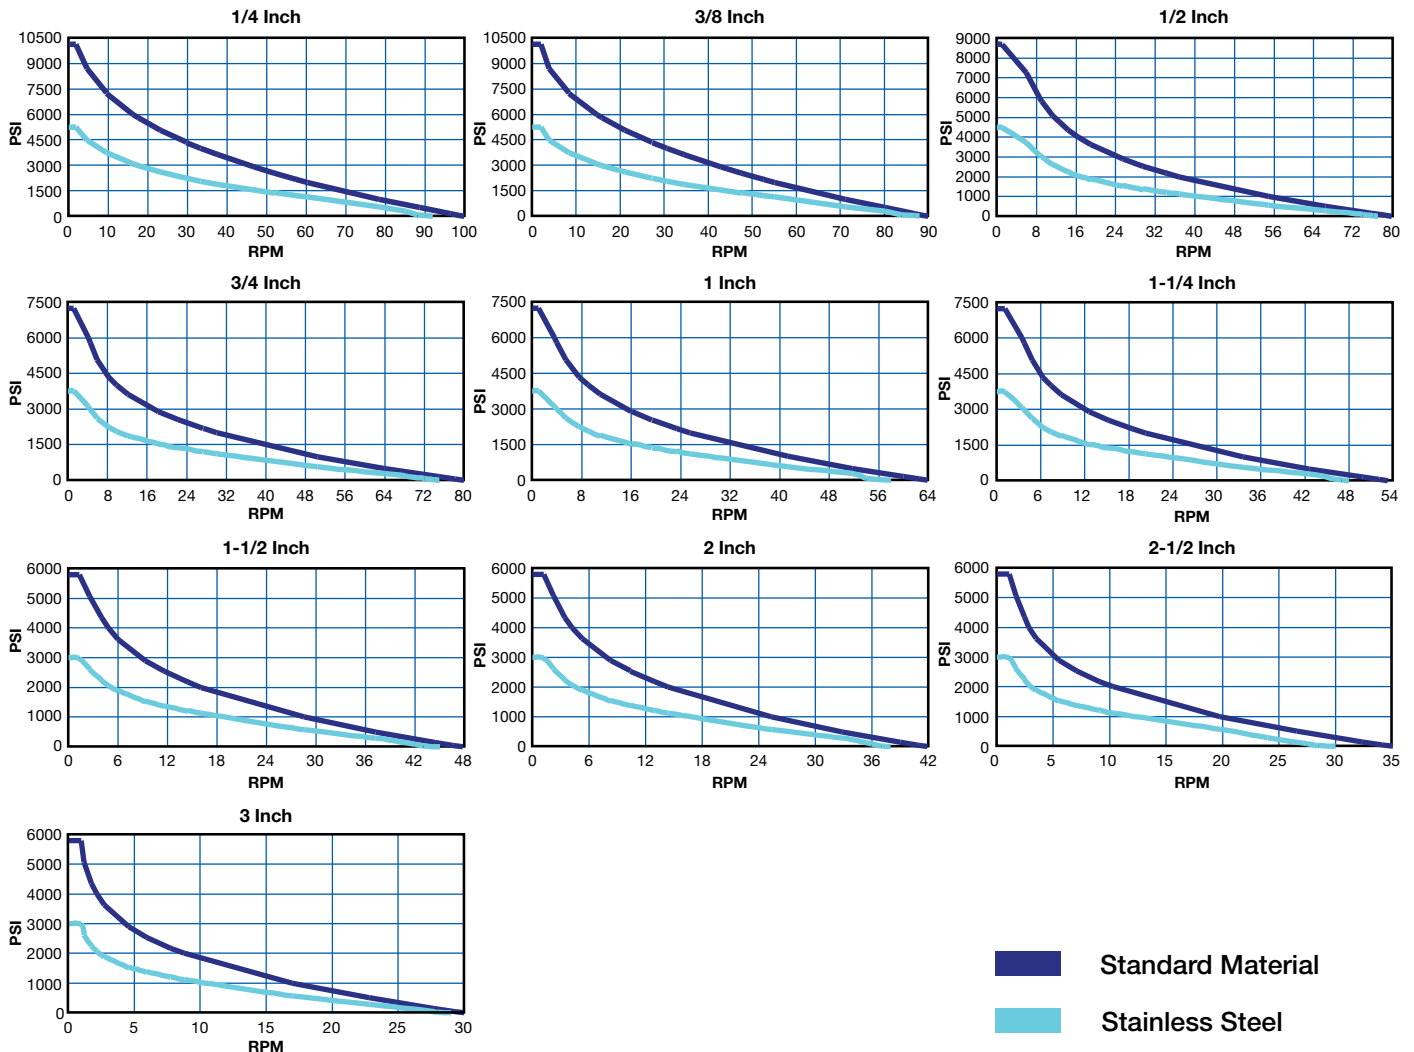 1/4 Inch
3/8 Inch
1/2 Inch
10500
9000
7500
6000
4500
3000
1500
0
PSI
0 10 20 30 40 50 60 70 80 90 100
RPM
10500
9000
7500
6000
4500
3000
1500
0
PSI
0 10 20 30 40 50 60 70 80 90
RPM
9000
8000
7000
6000
5000
4000
3000
2000
1000
0
PSI
0 8 16 24 32 40 48 56 64 72 80
RPM
3/4 Inch
1 Inch
1-1/4 Inch
7500
6000
4500
3000
1500
0
PSI
0 8 16 24 32 40 48 56 64 72 80
RPM
7500
6000
4500
3000
1500
0
PSI
0 8 16 24 32 40 48 56 64
RPM
7500
6000
4500
3000
1500
0
PSI
0 6 12 18 24 30 36 42 48 54
RPM
1-1/2 Inch
2 Inch
2-1/2 Inch
6000
5000
4000
3000
2000
1000
0
PSI
0 6 12 18 24 30 36 42 48
RPM
6000
5000
4000
3000
2000
1000
0
PSI
0 6 12 18 24 30 36 42
RPM
6000
5000
4000
3000
2000
1000
0
PSI
0 5 10 15 20 25 30 35
RPM
3 Inch
6000
5000
4000
3000
2000
1000
0
PSI
0 5 10 15 20 25 30
RPM
Standard Material
Stainless Steel